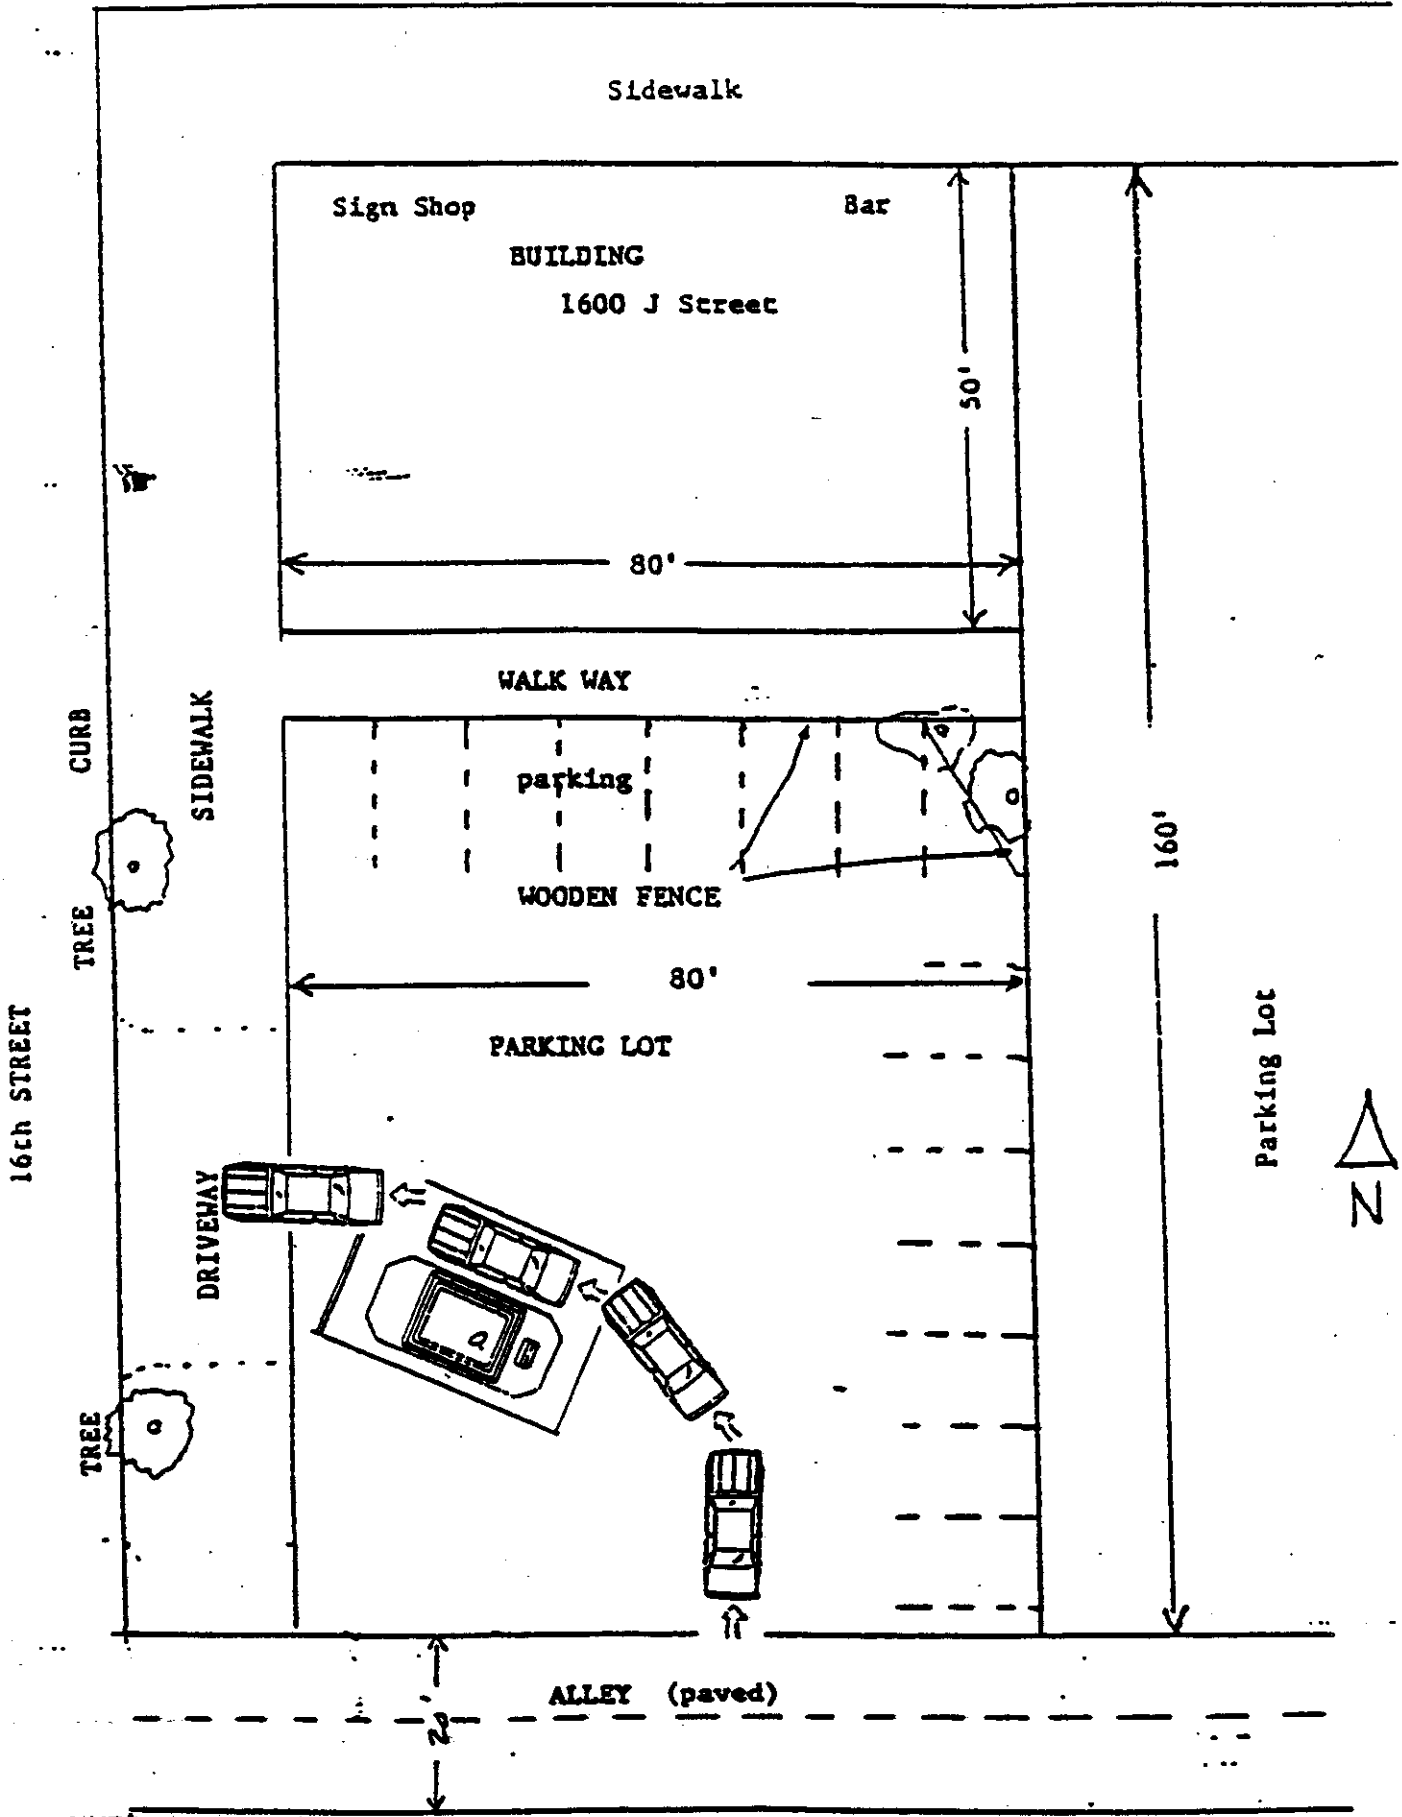 Sidewalk
Sign Shop
Bar
BUILDING
1600 J Street
50'
80'
WALK WAY
CURB
SIDEWALK
parking
160'
TREE
WOODEN FENCE
80'
PARKING LOT
16th STREET
Parking Lot
DRIVEWAY
N
TREE
ALLEY (paved)
20'